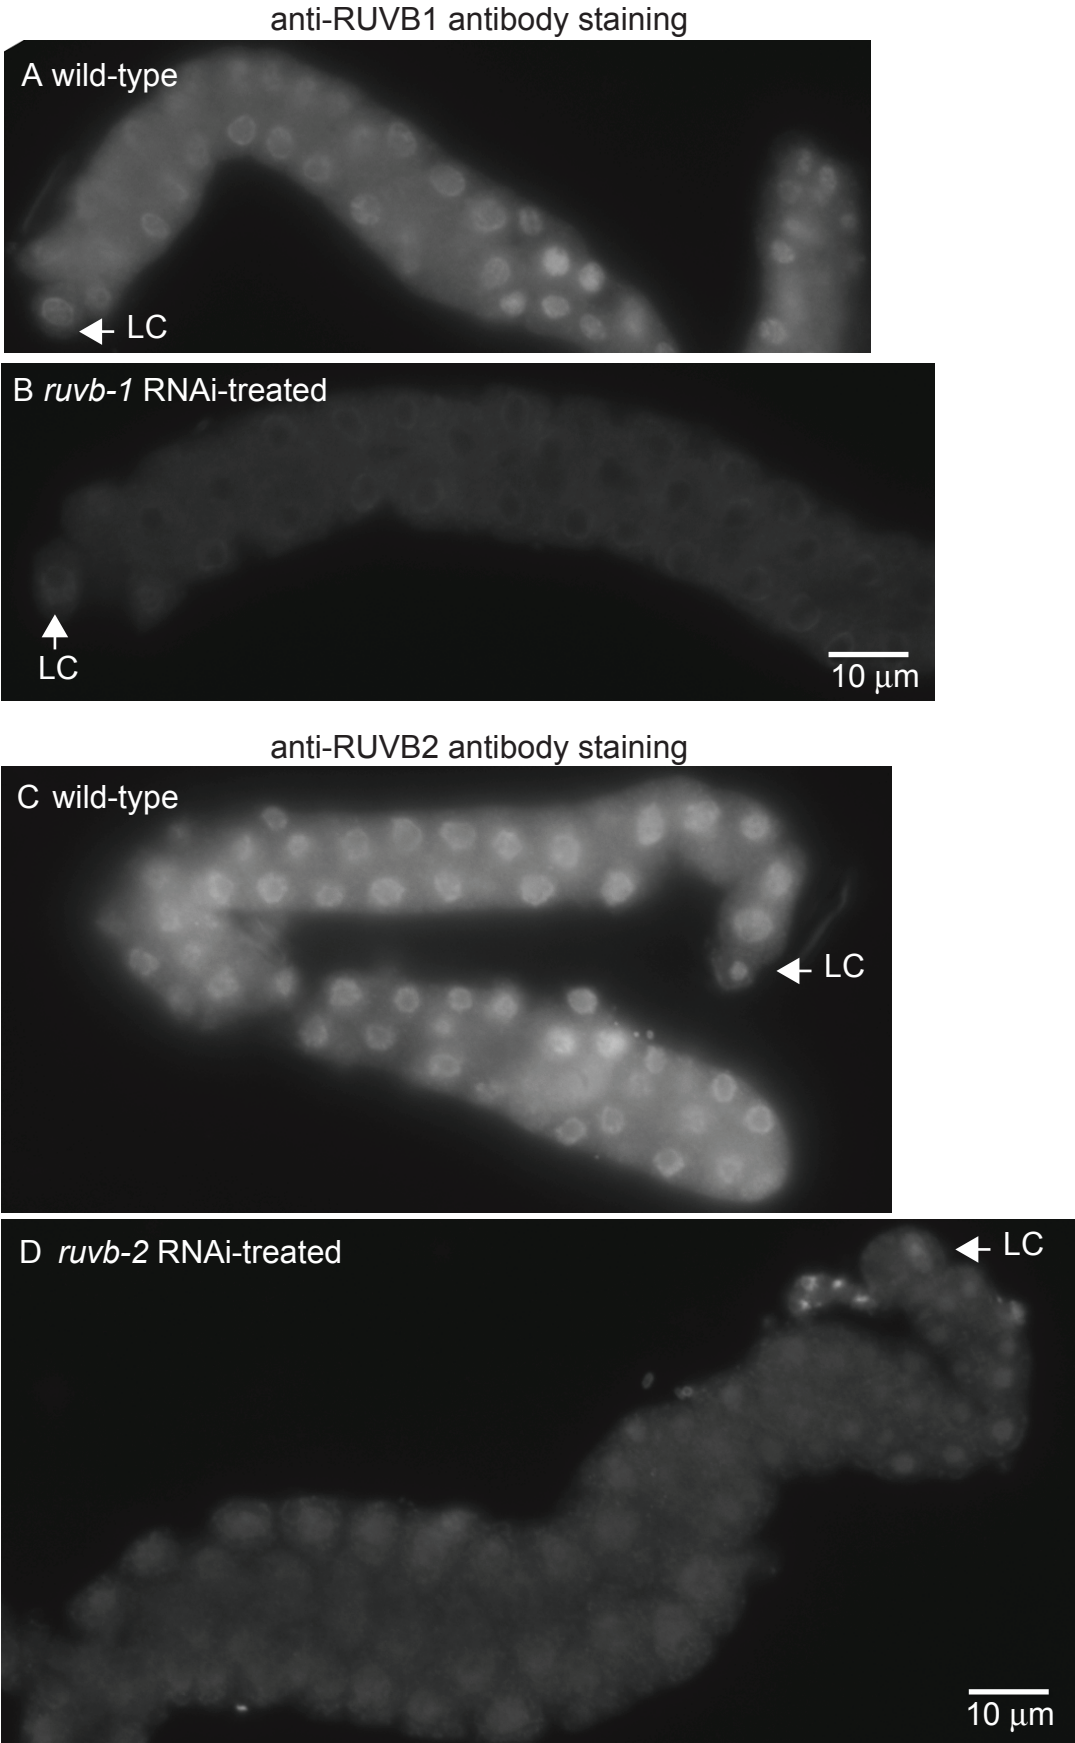 anti-RUVB1 antibody staining
A wild-type
LC
B ruvb-1 RNAi-treated
LC
10 μm
anti-RUVB2 antibody staining
C wild-type
LC
D ruvb-2 RNAi-treated
LC
10 μm